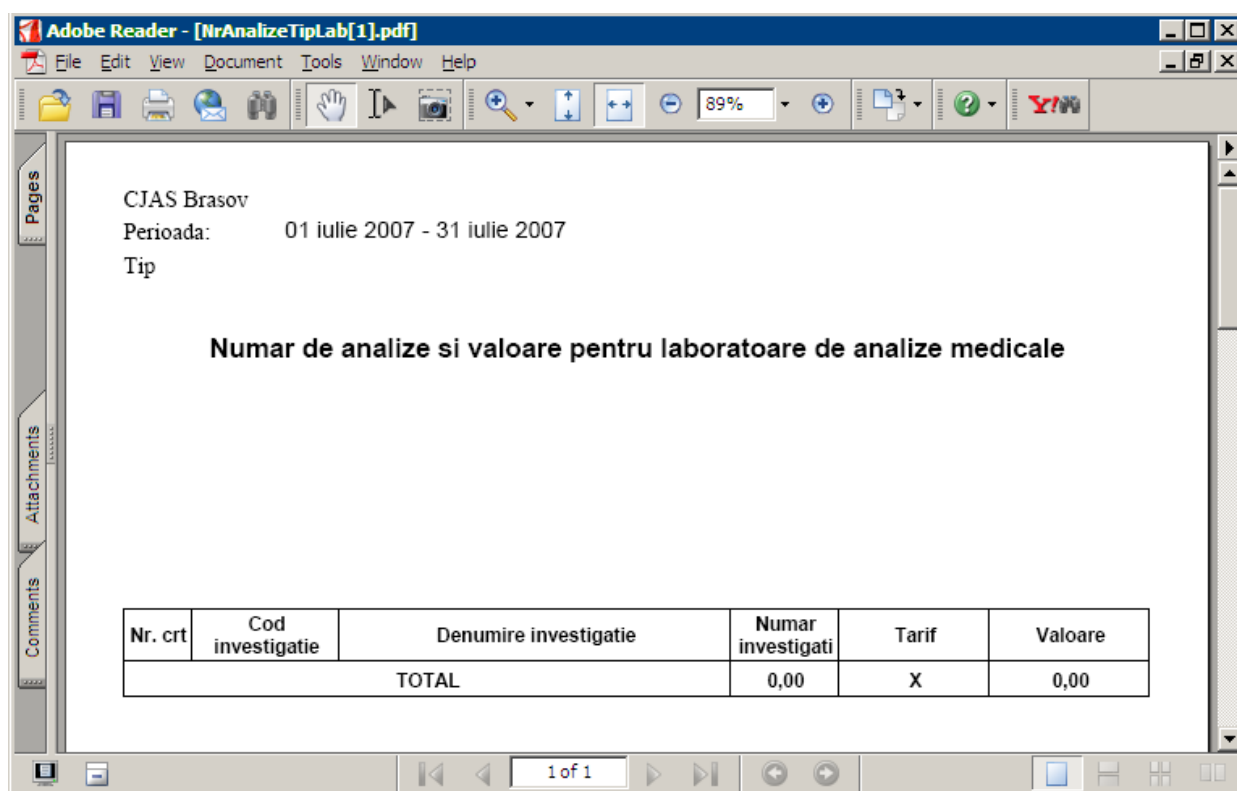 Adobe Reader - [NrAnalizeTipLab[1].pdf]
File Edit View Document Tools Window Help
89%
Y!
Pages
Attachments
Comments
CJAS Brasov
Perioada: 01 iulie 2007 - 31 iulie 2007
Tip
Numar de analize si valoare pentru laboratoare de analize medicale
Nr. crt Cod investigatie Denumire investigatie Numar investigati Tarif Valoare
TOTAL 0,00 X 0,00
1 of 1